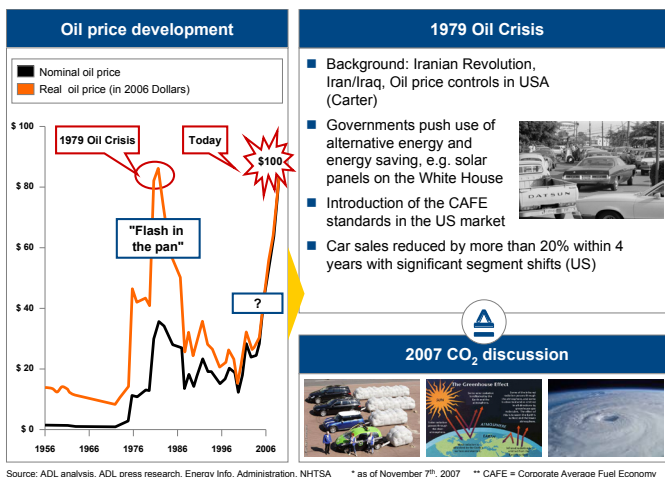 Oil price development
Nominal oil price
Real oil price (in 2006 Dollars)
$ 100
$ 80
$ 60
$ 40
$ 20
$ 0
1979 Oil Crisis
Today
$100
"Flash in
the pan"
?
1956
1966
1976
1986
1996
2006
1979 Oil Crisis
Background: Iranian Revolution,
Iran/Iraq, Oil price controls in USA
(Carter)
Governments push use of
alternative energy and
energy saving, e.g. solar
panels on the White House
Introduction of the CAFE
standards in the US market
Car sales reduced by more than 20% within 4
years with significant segment shifts (US)
DATSUN
≙
2007 CO2 discussion
The Greenhouse Effect
SUN
ATMOSPHERE
EARTH
Source: ADL analysis, ADL press research, Energy Info. Administration, NHTSA * as of November 7th, 2007 ** CAFE = Corporate Average Fuel Economy